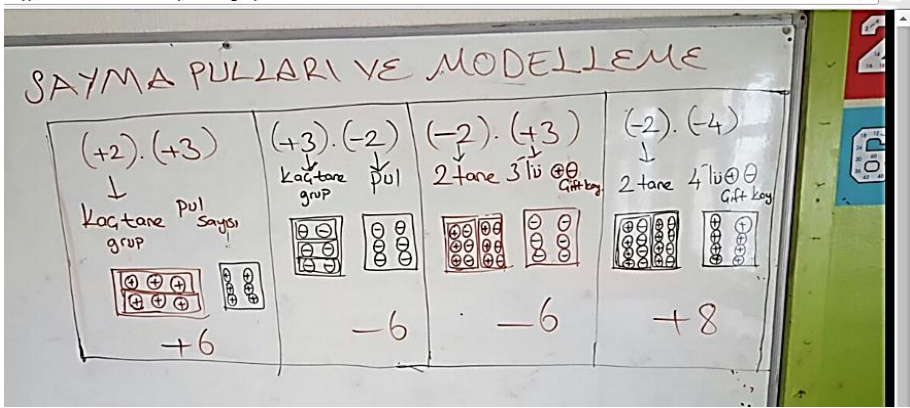 SAYMA PULLARI VE MODELLEME
(+2).(+3)
↓
Kaç tane pul
grup sayısı
⊕ ⊕ ⊕
⊕ ⊕ ⊕
+6
(+3).(-2)
↓ ↓
Kaç tane pul
grup
⊖ ⊖
⊖ ⊖
⊖ ⊖
⊖ ⊖
⊖ ⊖
⊖ ⊖
-6
(-2).(+3)
↓ ↓
2 tane 3'lü ⊕⊖
Çift koy
⊕⊖ ⊕⊖
⊕⊖ ⊕⊖
⊕⊖ ⊕⊖
⊖ ⊖
⊖ ⊖
⊖ ⊖
-6
(-2).(-4)
↓
2 tane 4'lü ⊕⊖
Çift koy
⊕⊖ ⊕⊖
⊕⊖ ⊕⊖
⊕⊖ ⊕⊖
⊕⊖ ⊕⊖
⊕ ⊕
⊕ ⊕
⊕ ⊕
⊕ ⊕
+8